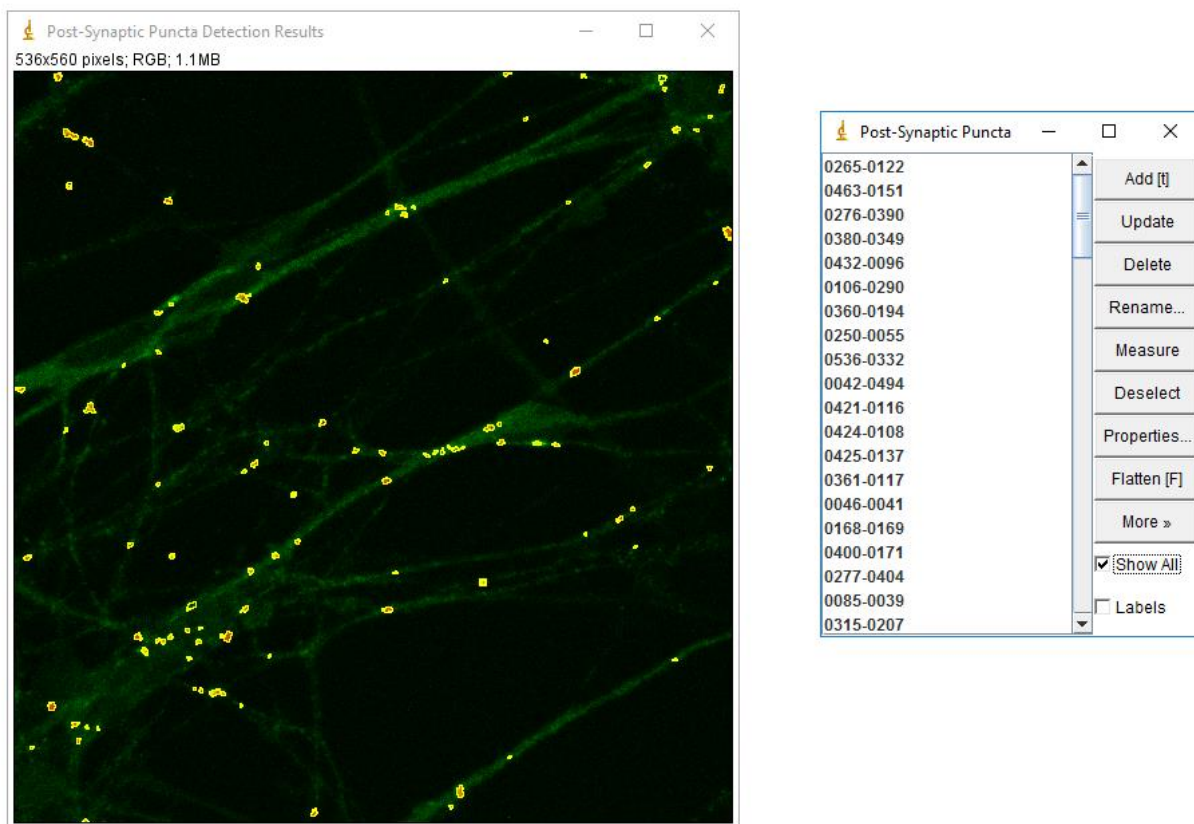 Post-Synaptic Puncta Detection Results
536x560 pixels; RGB; 1.1MB
Post-Synaptic Puncta
0265-0122
0463-0151
0276-0390
0380-0349
0432-0096
0106-0290
0360-0194
0250-0055
0536-0332
0042-0494
0421-0116
0424-0108
0425-0137
0361-0117
0046-0041
0168-0169
0400-0171
0277-0404
0085-0039
0315-0207
Add [t]
Update
Delete
Rename...
Measure
Deselect
Properties...
Flatten [F]
More »
Show All
Labels